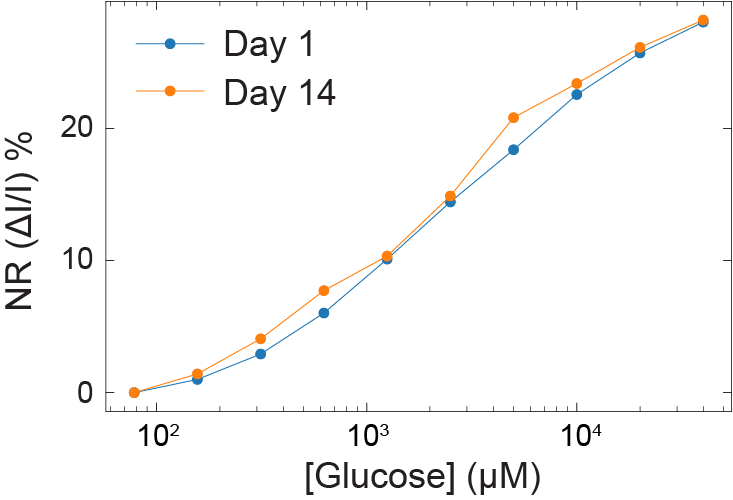 Day 1
Day 14
NR (ΔI/I) %
20
10
0
10²
10³
10⁴
[Glucose] (μM)